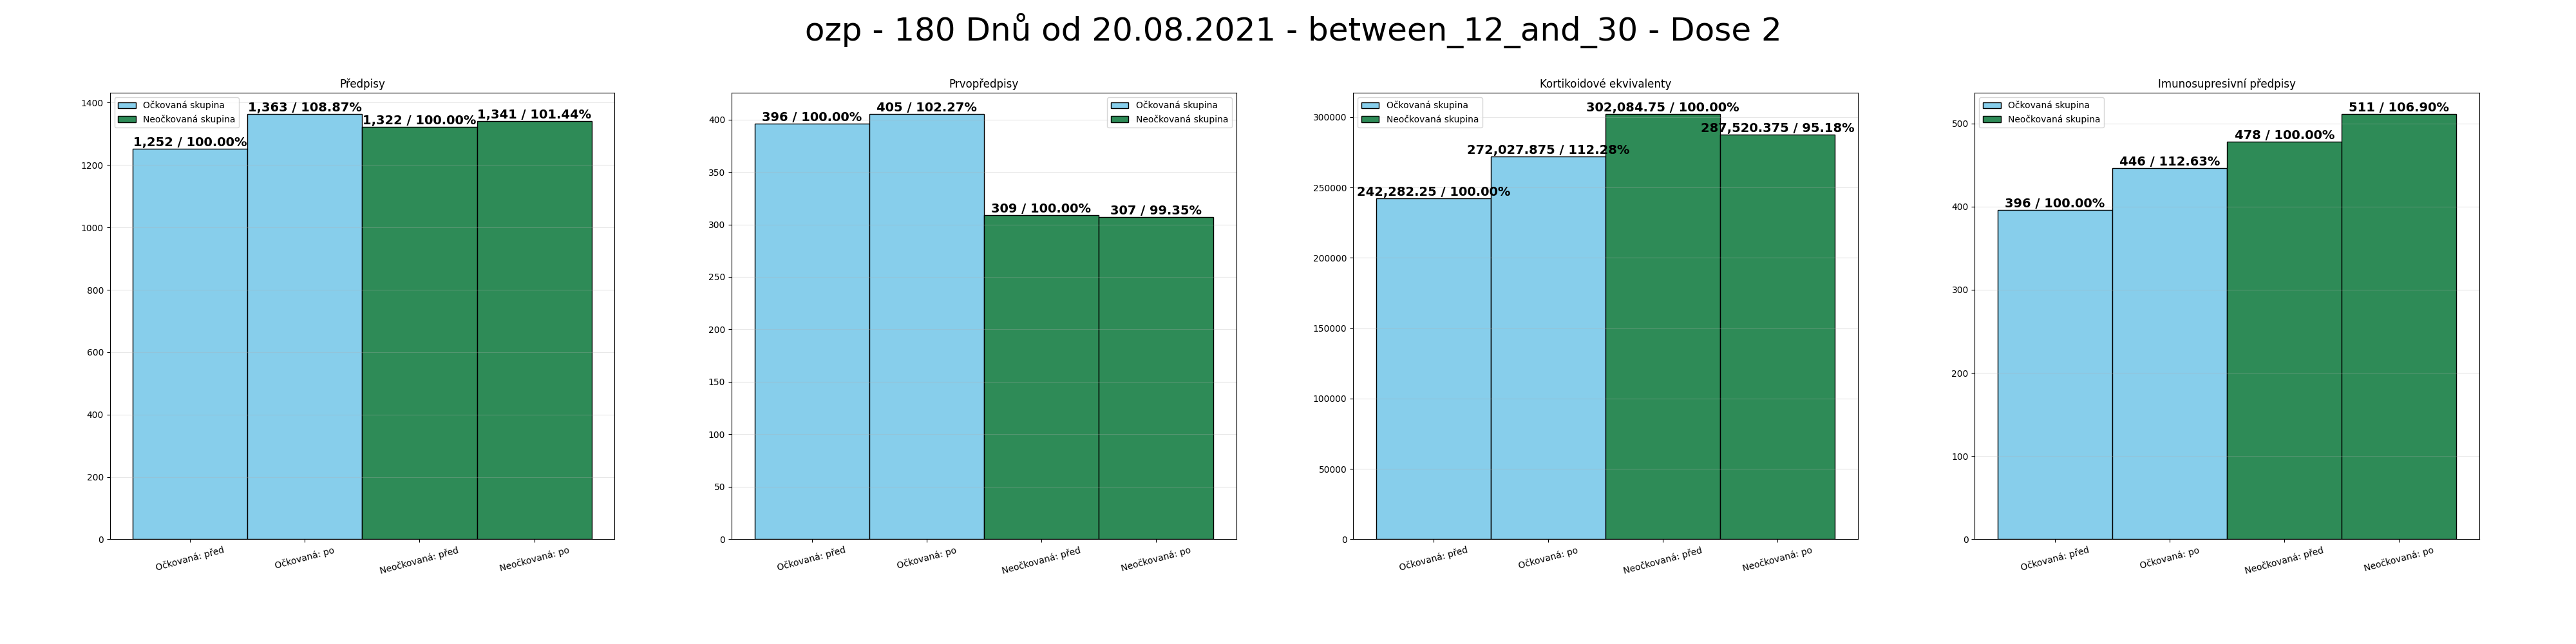 ozp - 180 Dnů od 20.08.2021 - between_12_and_30 - Dose 2
Předpisy
1400
1200
1000
800
600
400
200
0
Očkovaná skupina
Neočkovaná skupina
1,252 / 100.00%
1,363 / 108.87%
1,322 / 100.00%
1,341 / 101.44%
Očkovaná: před
Očkovaná: po
Neočkovaná: před
Neočkovaná: po
Prvopředpisy
400
350
300
250
200
150
100
50
0
396 / 100.00%
405 / 102.27%
309 / 100.00%
307 / 99.35%
Očkovaná skupina
Neočkovaná skupina
Očkovaná: před
Očkovaná: po
Neočkovaná: před
Neočkovaná: po
Kortikoidové ekvivalenty
300000
250000
200000
150000
100000
50000
0
Očkovaná skupina
Neočkovaná skupina
242,282.25 / 100.00%
272,027.875 / 112.28%
302,084.75 / 100.00%
287,520.375 / 95.18%
Očkovaná: před
Očkovaná: po
Neočkovaná: před
Neočkovaná: po
Imunosupresivní předpisy
500
400
300
200
100
0
Očkovaná skupina
Neočkovaná skupina
396 / 100.00%
446 / 112.63%
478 / 100.00%
511 / 106.90%
Očkovaná: před
Očkovaná: po
Neočkovaná: před
Neočkovaná: po